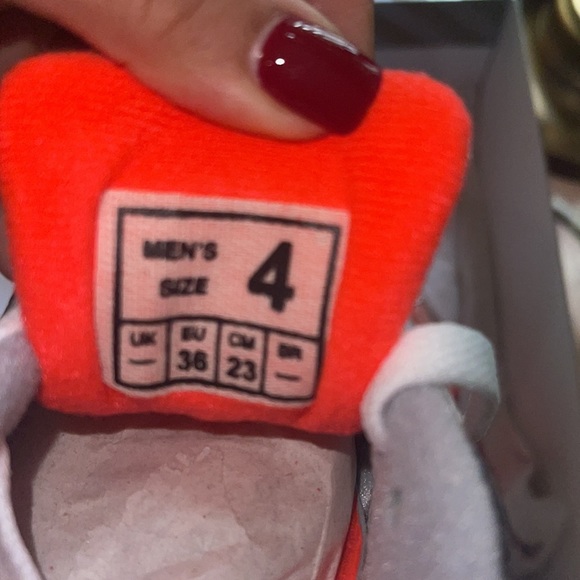 MEN'S 4
SIZE
UK EU CM BR
— 36 23 —